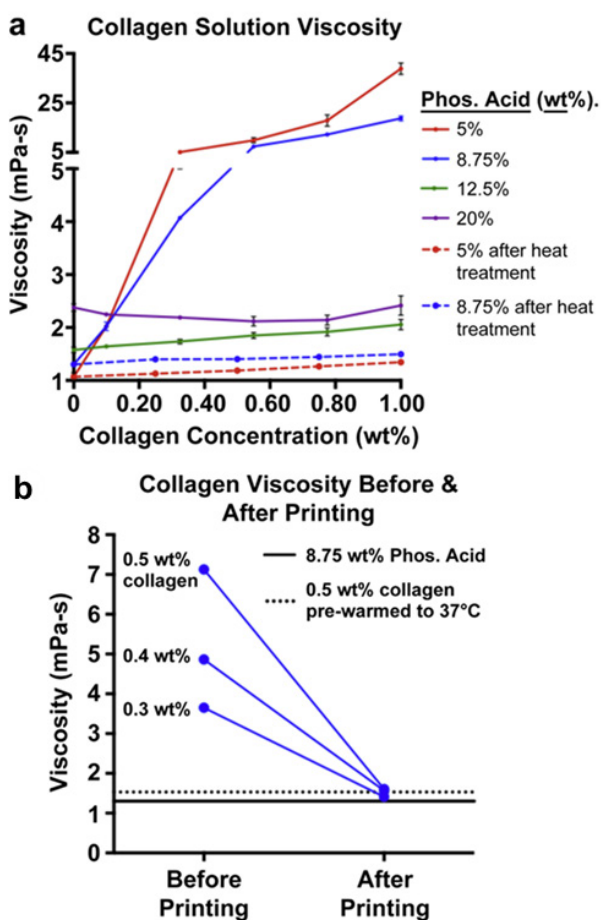 a
Collagen Solution Viscosity
Viscosity (mPa-s)
45
25
5
5
4
3
2
1
0
0.20
0.40
0.60
0.80
1.00
Collagen Concentration (wt%)
Phos. Acid (wt%).
5%
8.75%
12.5%
20%
5% after heat
treatment
8.75% after heat
treatment
b
Collagen Viscosity Before &
After Printing
Viscosity (mPa-s)
8
7
6
5
4
3
2
1
0
0.5 wt%
collagen
0.4 wt%
0.3 wt%
8.75 wt% Phos. Acid
0.5 wt% collagen
pre-warmed to 37°C
Before
Printing
After
Printing